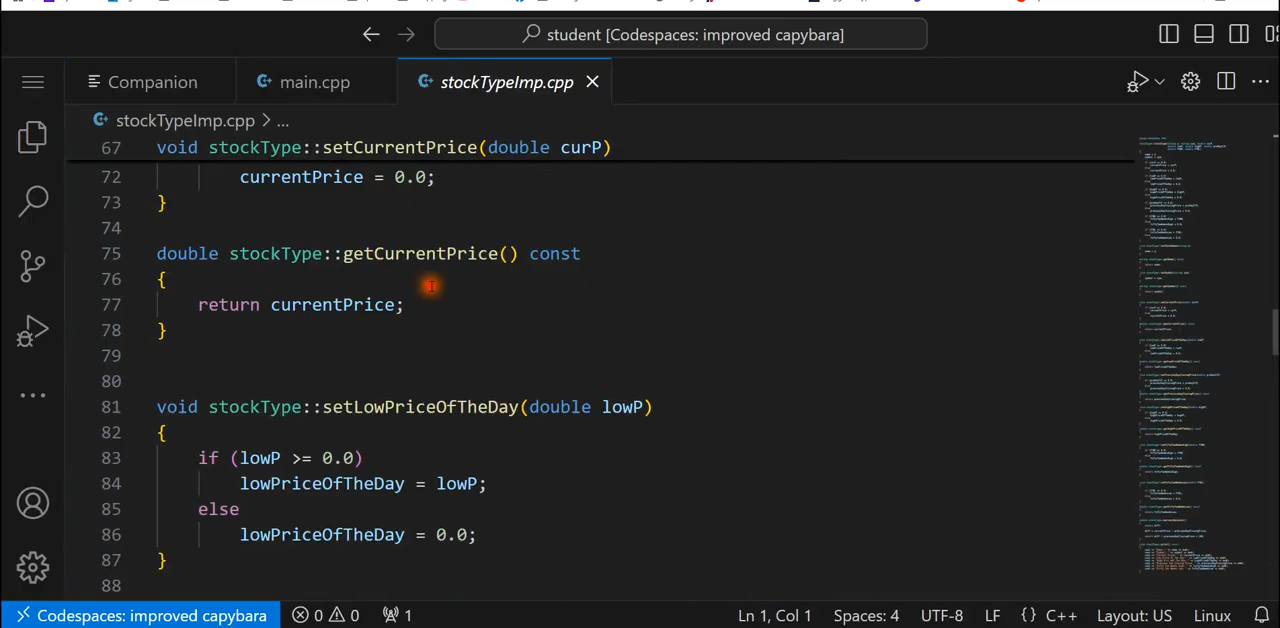 student [Codespaces: improved capybara]
Companion
main.cpp
stockTypeImp.cpp
stockTypeImp.cpp > ...
67 void stockType::setCurrentPrice(double curP)
72 currentPrice = 0.0;
73 }
74
75 double stockType::getCurrentPrice() const
76 {
77 return currentPrice;
78 }
79
80
81 void stockType::setLowPriceOfTheDay(double lowP)
82 {
83 if (lowP >= 0.0)
84 lowPriceOfTheDay = lowP;
85 else
86 lowPriceOfTheDay = 0.0;
87 }
88
Codespaces: improved capybara 0 0 1 Ln 1, Col 1 Spaces: 4 UTF-8 LF {} C++ Layout: US Linux